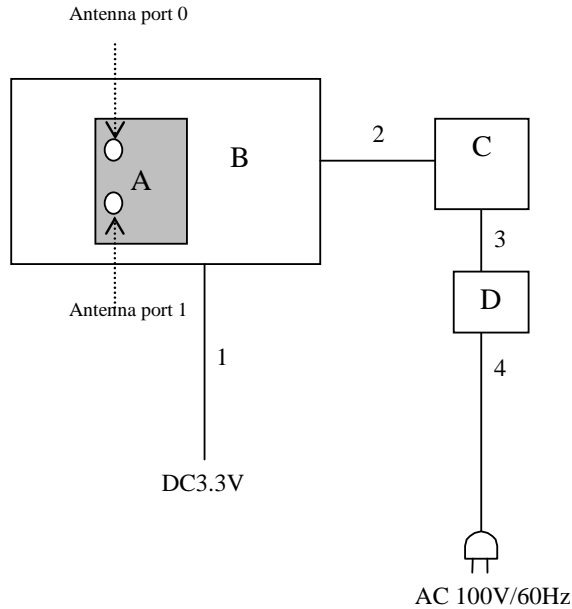 Antenna port 0
B
2
C
A
3
D
Antenna port 1
1
4
DC3.3V
AC 100V/60Hz